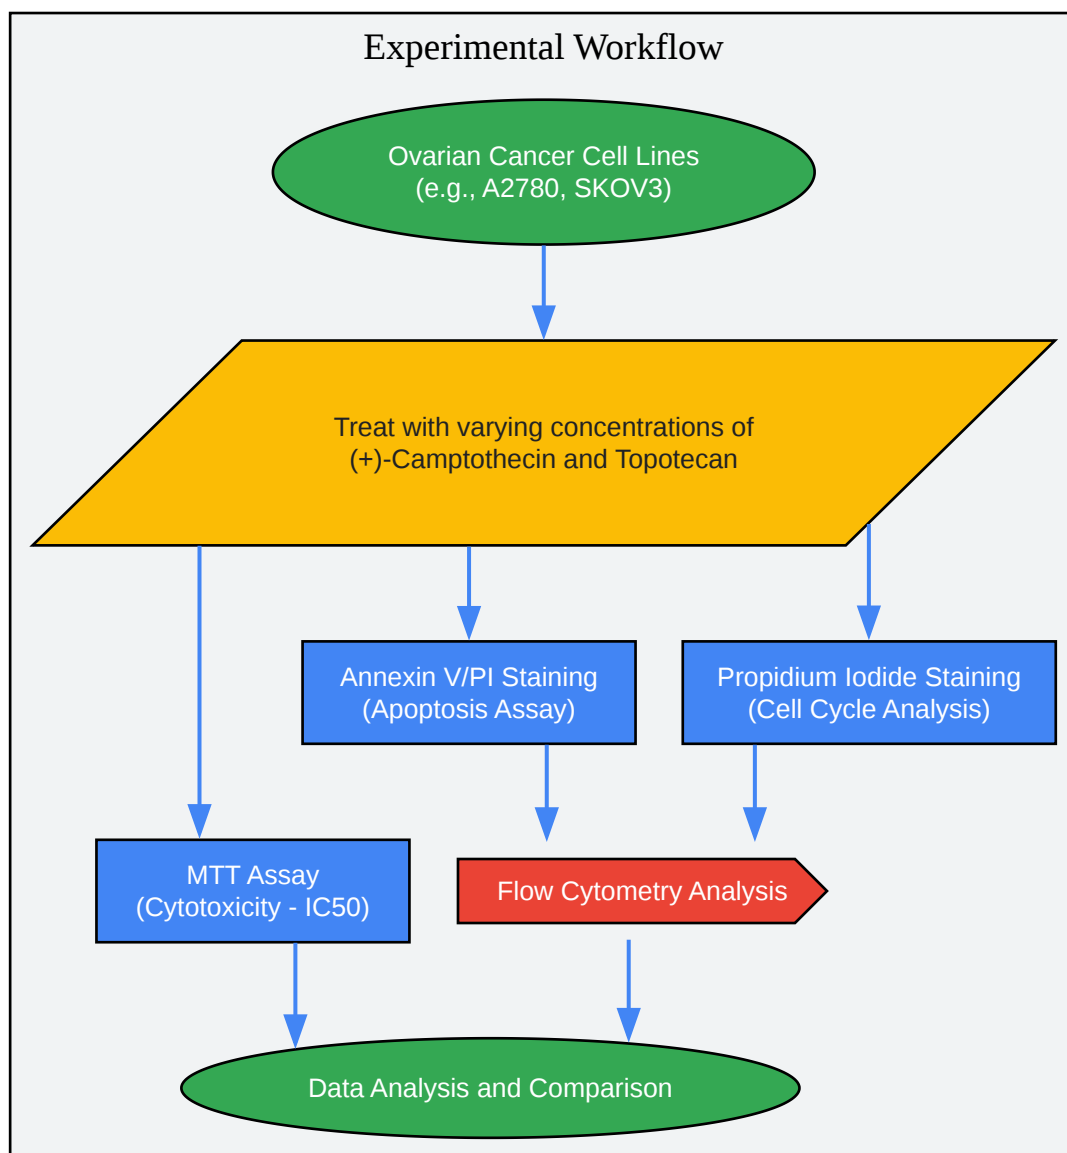 Experimental Workflow
Ovarian Cancer Cell Lines
(e.g., A2780, SKOV3)
Treat with varying concentrations of
(+)-Camptothecin and Topotecan
Annexin V/PI Staining
(Apoptosis Assay)
Propidium Iodide Staining
(Cell Cycle Analysis)
MTT Assay
(Cytotoxicity - IC50)
Flow Cytometry Analysis
Data Analysis and Comparison